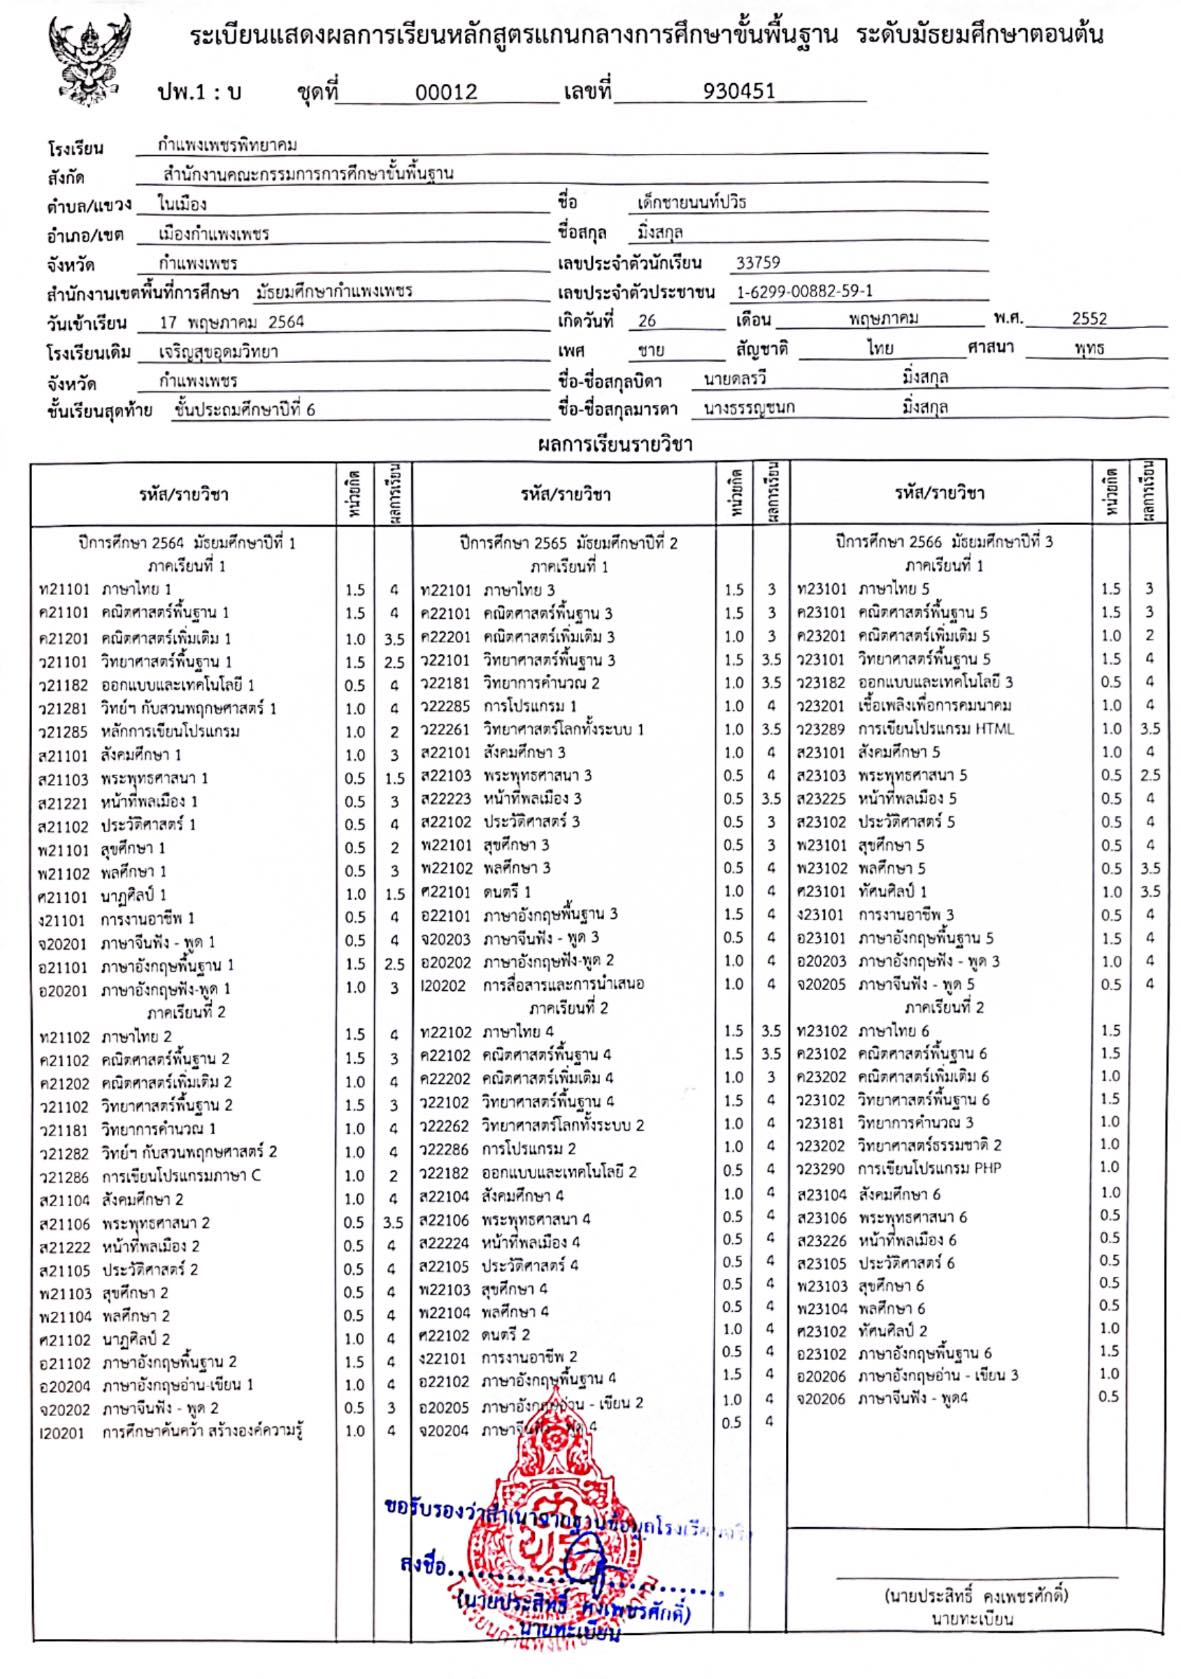 ระเบียนแสดงผลการเรียนหลักสูตรแกนกลางการศึกษาขั้นพื้นฐาน ระดับมัธยมศึกษาตอนต้น
ปพ.1 : บ ชุดที่ 00012 เลขที่ 930451
โรงเรียน กำแพงเพชรพิทยาคม
สังกัด สำนักงานคณะกรรมการการศึกษาขั้นพื้นฐาน
ตำบล/แขวง ในเมือง
อำเภอ/เขต เมืองกำแพงเพชร
จังหวัด กำแพงเพชร
สำนักงานเขตพื้นที่การศึกษา มัธยมศึกษากำแพงเพชร
วันเข้าเรียน 17 พฤษภาคม 2564
โรงเรียนเดิม เจริญสุขอุดมวิทยา
จังหวัด กำแพงเพชร
ชั้นเรียนสุดท้าย ชั้นประถมศึกษาปีที่ 6
ชื่อ เด็กชายนนท์ปวิธ
ชื่อสกุล มิ่งสกุล
เลขประจำตัวนักเรียน 33759
เลขประจำตัวประชาชน 1-6299-00882-59-1
เกิดวันที่ 26 เดือน พฤษภาคม พ.ศ. 2552
เพศ ชาย สัญชาติ ไทย ศาสนา พุทธ
ชื่อ-ชื่อสกุลบิดา นายดลรวี มิ่งสกุล
ชื่อ-ชื่อสกุลมารดา นางธรรญชนก มิ่งสกุล
ผลการเรียนรายวิชา
รหัส/รายวิชา หน่วยกิต ผลการเรียน
ปีการศึกษา 2564 มัธยมศึกษาปีที่ 1
ภาคเรียนที่ 1
ท21101 ภาษาไทย 1 1.5 4
ค21101 คณิตศาสตร์พื้นฐาน 1 1.5 4
ค21201 คณิตศาสตร์เพิ่มเติม 1 1.0 3.5
ว21101 วิทยาศาสตร์พื้นฐาน 1 1.5 2.5
ว21182 ออกแบบและเทคโนโลยี 1 0.5 4
ว21281 วิทย์ฯ กับสวนพฤกษศาสตร์ 1 1.0 4
ว21285 หลักการเขียนโปรแกรม 1.0 2
ส21101 สังคมศึกษา 1 1.0 3
ส21103 พระพุทธศาสนา 1 0.5 1.5
ส21221 หน้าที่พลเมือง 1 0.5 3
ส21102 ประวัติศาสตร์ 1 0.5 4
พ21101 สุขศึกษา 1 0.5 2
พ21102 พลศึกษา 1 0.5 3
ศ21101 นาฏศิลป์ 1 1.0 1.5
ง21101 การงานอาชีพ 1 0.5 4
จ20201 ภาษาจีนฟัง - พูด 1 0.5 4
อ21101 ภาษาอังกฤษพื้นฐาน 1 1.5 2.5
อ20201 ภาษาอังกฤษฟัง-พูด 1 1.0 3
ภาคเรียนที่ 2
ท21102 ภาษาไทย 2 1.5 4
ค21102 คณิตศาสตร์พื้นฐาน 2 1.5 3
ค21202 คณิตศาสตร์เพิ่มเติม 2 1.0 4
ว21102 วิทยาศาสตร์พื้นฐาน 2 1.5 3
ว21181 วิทยาการคำนวณ 1 1.0 4
ว21282 วิทย์ฯ กับสวนพฤกษศาสตร์ 2 1.0 4
ว21286 การเขียนโปรแกรมภาษา C 1.0 2
ส21104 สังคมศึกษา 2 1.0 4
ส21106 พระพุทธศาสนา 2 0.5 3.5
ส21222 หน้าที่พลเมือง 2 0.5 4
ส21105 ประวัติศาสตร์ 2 0.5 4
พ21103 สุขศึกษา 2 0.5 4
พ21104 พลศึกษา 2 0.5 4
ศ21102 นาฏศิลป์ 2 1.0 4
อ21102 ภาษาอังกฤษพื้นฐาน 2 1.5 4
อ20204 ภาษาอังกฤษอ่าน-เขียน 1 1.0 4
จ20202 ภาษาจีนฟัง - พูด 2 0.5 3
I20201 การศึกษาค้นคว้า สร้างองค์ความรู้ 1.0 4
รหัส/รายวิชา หน่วยกิต ผลการเรียน
ปีการศึกษา 2565 มัธยมศึกษาปีที่ 2
ภาคเรียนที่ 1
ท22101 ภาษาไทย 3 1.5 3
ค22101 คณิตศาสตร์พื้นฐาน 3 1.5 3
ค22201 คณิตศาสตร์เพิ่มเติม 3 1.0 3
ว22101 วิทยาศาสตร์พื้นฐาน 3 1.5 3.5
ว22181 วิทยาการคำนวณ 2 1.0 3.5
ว22285 การโปรแกรม 1 1.0 4
ว22261 วิทยาศาสตร์โลกทั้งระบบ 1 1.0 3.5
ส22101 สังคมศึกษา 3 1.0 4
ส22103 พระพุทธศาสนา 3 0.5 4
ส22223 หน้าที่พลเมือง 3 0.5 3.5
ส22102 ประวัติศาสตร์ 3 0.5 3
พ22101 สุขศึกษา 3 0.5 3
พ22102 พลศึกษา 3 0.5 4
ศ22101 ดนตรี 1 1.0 4
อ22101 ภาษาอังกฤษพื้นฐาน 3 1.5 4
จ20203 ภาษาจีนฟัง - พูด 3 0.5 4
อ20202 ภาษาอังกฤษฟัง-พูด 2 1.0 4
I20202 การสื่อสารและการนำเสนอ 1.0 4
ภาคเรียนที่ 2
ท22102 ภาษาไทย 4 1.5 3.5
ค22102 คณิตศาสตร์พื้นฐาน 4 1.5 3.5
ค22202 คณิตศาสตร์เพิ่มเติม 4 1.0 3
ว22102 วิทยาศาสตร์พื้นฐาน 4 1.5 4
ว22262 วิทยาศาสตร์โลกทั้งระบบ 2 1.0 4
ว22286 การโปรแกรม 2 1.0 4
ว22182 ออกแบบและเทคโนโลยี 2 0.5 4
ส22104 สังคมศึกษา 4 1.0 4
ส22106 พระพุทธศาสนา 4 0.5 4
ส22224 หน้าที่พลเมือง 4 0.5 4
ส22105 ประวัติศาสตร์ 4 0.5 4
พ22103 สุขศึกษา 4 0.5 4
พ22104 พลศึกษา 4 0.5 4
ศ22102 ดนตรี 2 1.0 4
ง22101 การงานอาชีพ 2 0.5 4
อ22102 ภาษาอังกฤษพื้นฐาน 4 1.5 4
อ20205 ภาษาอังกฤษอ่าน - เขียน 2 1.0 4
จ20204 ภาษาจีนฟัง - พูด 4 0.5 4
รหัส/รายวิชา หน่วยกิต ผลการเรียน
ปีการศึกษา 2566 มัธยมศึกษาปีที่ 3
ภาคเรียนที่ 1
ท23101 ภาษาไทย 5 1.5 3
ค23101 คณิตศาสตร์พื้นฐาน 5 1.5 3
ค23201 คณิตศาสตร์เพิ่มเติม 5 1.0 2
ว23101 วิทยาศาสตร์พื้นฐาน 5 1.5 4
ว23182 ออกแบบและเทคโนโลยี 3 0.5 4
ว23201 เชื้อเพลิงเพื่อการคมนาคม 1.0 4
ว23289 การเขียนโปรแกรม HTML 1.0 3.5
ส23101 สังคมศึกษา 5 1.0 4
ส23103 พระพุทธศาสนา 5 0.5 2.5
ส23225 หน้าที่พลเมือง 5 0.5 4
ส23102 ประวัติศาสตร์ 5 0.5 4
พ23101 สุขศึกษา 5 0.5 4
พ23102 พลศึกษา 5 0.5 3.5
ศ23101 ทัศนศิลป์ 1 1.0 3.5
ง23101 การงานอาชีพ 3 0.5 4
อ23101 ภาษาอังกฤษพื้นฐาน 5 1.5 4
อ20203 ภาษาอังกฤษฟัง - พูด 3 1.0 4
จ20205 ภาษาจีนฟัง - พูด 5 0.5 4
ภาคเรียนที่ 2
ท23102 ภาษาไทย 6 1.5
ค23102 คณิตศาสตร์พื้นฐาน 6 1.5
ค23202 คณิตศาสตร์เพิ่มเติม 6 1.0
ว23102 วิทยาศาสตร์พื้นฐาน 6 1.5
ว23181 วิทยาการคำนวณ 3 1.0
ว23202 วิทยาศาสตร์ธรรมชาติ 2 1.0
ว23290 การเขียนโปรแกรม PHP 1.0
ส23104 สังคมศึกษา 6 1.0
ส23106 พระพุทธศาสนา 6 0.5
ส23226 หน้าที่พลเมือง 6 0.5
ส23105 ประวัติศาสตร์ 6 0.5
พ23103 สุขศึกษา 6 0.5
พ23104 พลศึกษา 6 0.5
ศ23102 ทัศนศิลป์ 2 1.0
อ23102 ภาษาอังกฤษพื้นฐาน 6 1.5
อ20206 ภาษาอังกฤษอ่าน - เขียน 3 1.0
จ20206 ภาษาจีนฟัง - พูด4 0.5
ขอรับรองว่าสำเนาจากฐานข้อมูลโรงเรียนจริง
ลงชื่อ
(นายประสิทธิ์ คงเพชรศักดิ์)
นายทะเบียน
(นายประสิทธิ์ คงเพชรศักดิ์)
นายทะเบียน